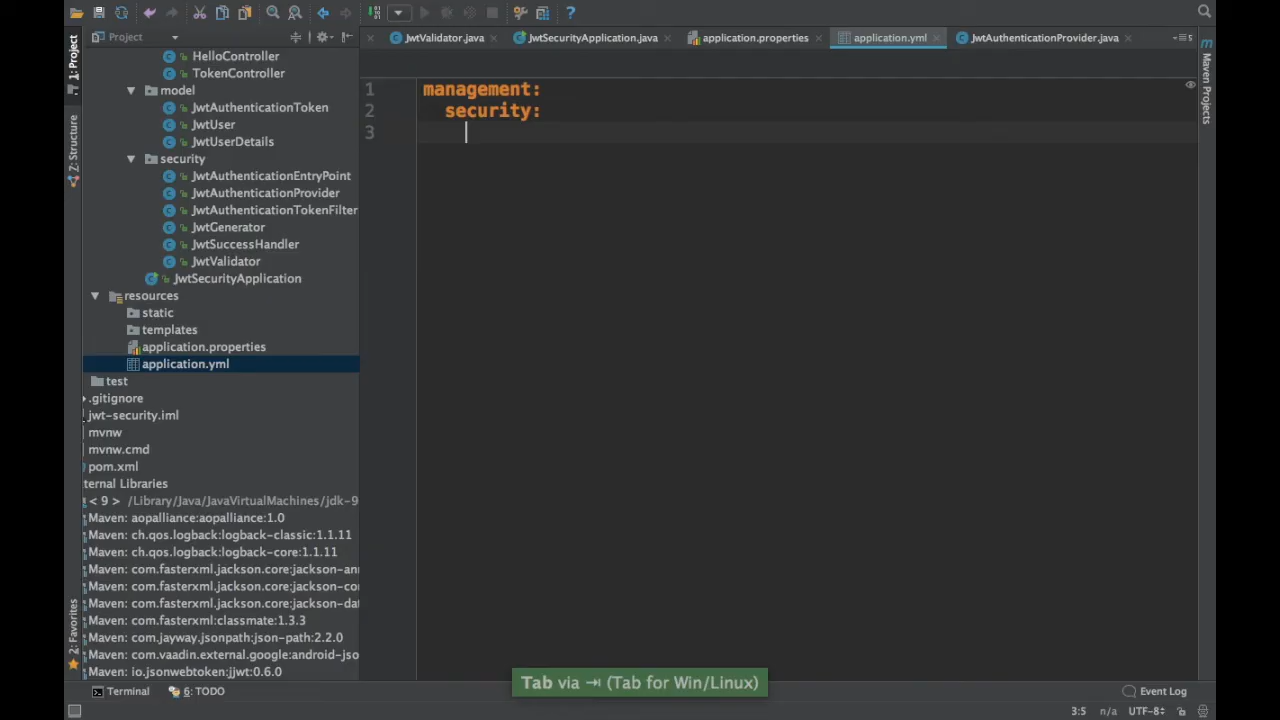 Project
JwtValidator.java
JwtSecurityApplication.java
application.properties
application.yml
JwtAuthenticationProvider.java
5
1: Project
Z: Structure
2: Favorites
Maven Projects
HelloController
TokenController
model
JwtAuthenticationToken
JwtUser
JwtUserDetails
security
JwtAuthenticationEntryPoint
JwtAuthenticationProvider
JwtAuthenticationTokenFilter
JwtGenerator
JwtSuccessHandler
JwtValidator
JwtSecurityApplication
resources
static
templates
application.properties
application.yml
test
.gitignore
jwt-security.iml
mvnw
mvnw.cmd
pom.xml
ternal Libraries
< 9 > /Library/Java/JavaVirtualMachines/jdk-9
Maven: aopalliance:aopalliance:1.0
Maven: ch.qos.logback:logback-classic:1.1.11
Maven: ch.qos.logback:logback-core:1.1.11
Maven: com.fasterxml.jackson.core:jackson-ann
Maven: com.fasterxml.jackson.core:jackson-co
Maven: com.fasterxml.jackson.core:jackson-dat
Maven: com.fasterxml:classmate:1.3.3
Maven: com.jayway.jsonpath:json-path:2.2.0
Maven: com.vaadin.external.google:android-jso
Maven: io.jsonwebtoken:jjwt:0.6.0
1 management:
2 security:
3
Tab via ⇥ (Tab for Win/Linux)
Terminal
6: TODO
Event Log
3:5 n/a UTF-8